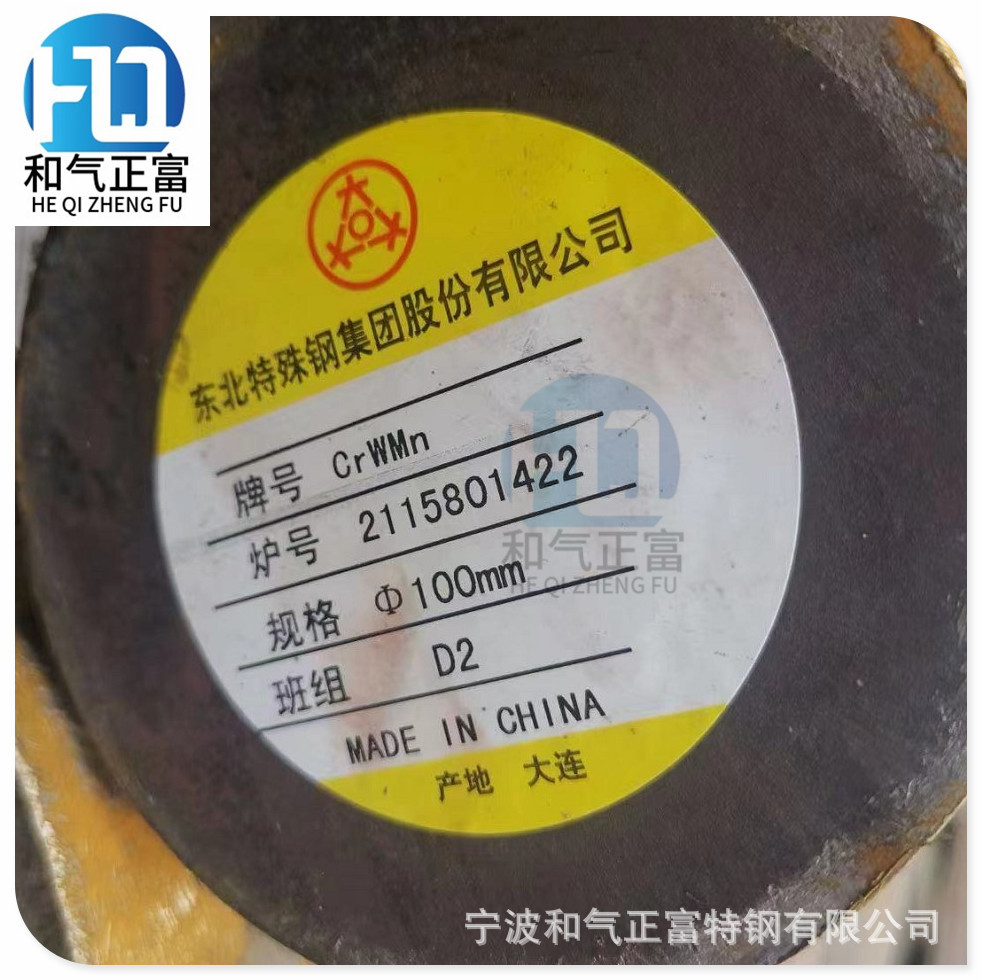 和气正富
HE QI ZHENG FU
东北特殊钢集团股份有限公司
牌号 CrWMn
炉号 2115801422
规格 Φ100mm
班组 D2
MADE IN CHINA
产地 大连
和气正富
HE QI ZHENG FU
宁波和气正富特钢有限公司